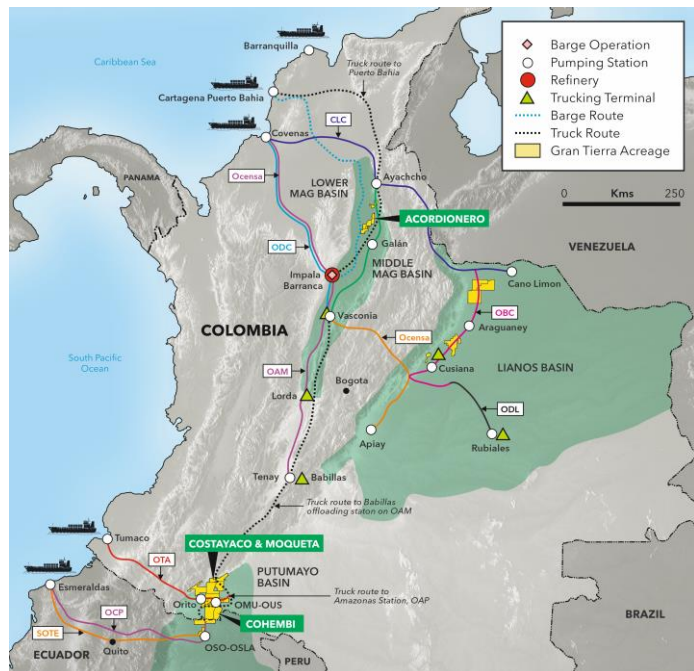 Caribbean Sea
Barranquilla
Truck route to
Puerto Bahia
Cartagena Puerto Bahia
Covenas
CLC
Ocensa
LOWER
MAG BASIN
Ayachcho
PANAMA
ACORDIONERO
ODC
Galán
MIDDLE
MAG BASIN
Impala
Barranca
VENEZUELA
Cano Limon
COLOMBIA
Vasconia
OBC
Araguaney
Ocensa
South Pacific
Ocean
OAM
Cusiana
LIANOS BASIN
Bogota
Lorda
ODL
Apiay
Rubiales
Tenay
Babillas
Truck route to Babillas
offloading staton on OAM
Tumaco
COSTAYACO & MOQUETA
OTA
PUTUMAYO
BASIN
Esmeraldas
Orito
OMU-OUS
Truck route to
Amazonas Station, OAP
OCP
COHEMBI
SOTE
Quito
OSO-OSLA
ECUADOR
PERU
BRAZIL
Barge Operation
Pumping Station
Refinery
Trucking Terminal
Barge Route
Truck Route
Gran Tierra Acreage
Kms
0
250